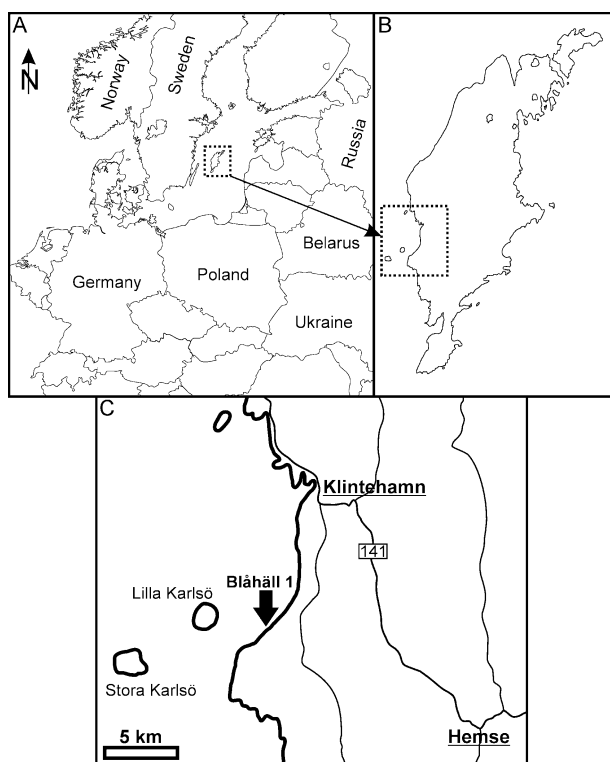 A
B
N
Norway
Sweden
Russia
Belarus
Germany
Poland
Ukraine
C
Klintehamn
141
Blåhäll 1
Lilla Karlsö
Stora Karlsö
5 km
Hemse